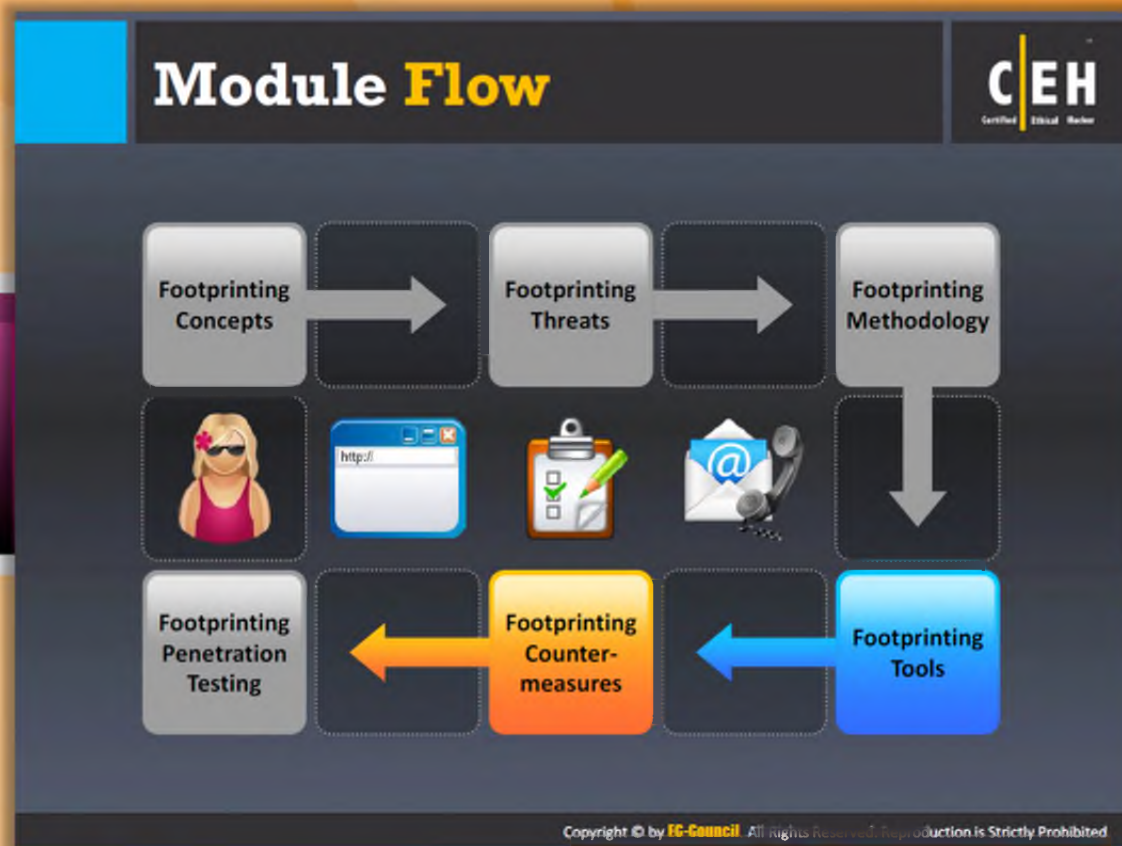 Module Flow
C|EH
Certified Ethical Hacker
Footprinting
Concepts
Footprinting
Threats
Footprinting
Methodology
http://
@
Footprinting
Penetration
Testing
Footprinting
Counter-
measures
Footprinting
Tools
Copyright © by EC-Council. All Rights Reserved. Reproduction is Strictly Prohibited